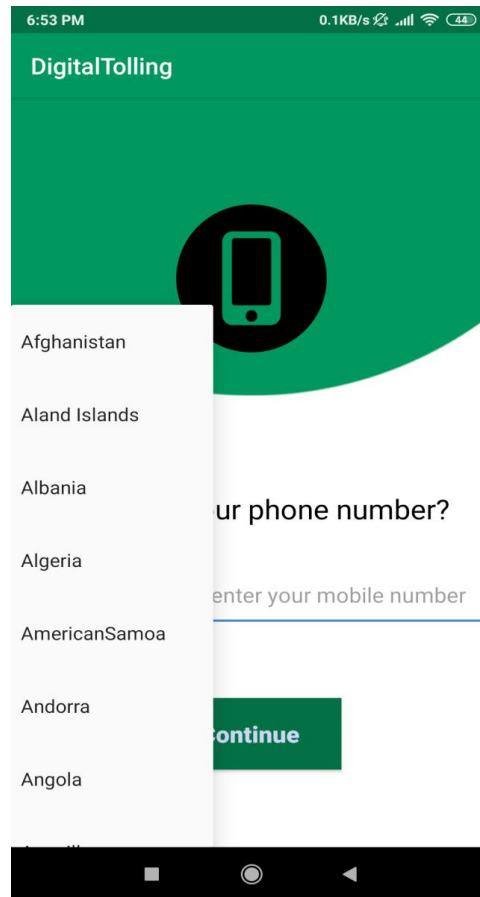 6:53 PM 0.1KB/s 44
DigitalTolling
Afghanistan
Aland Islands
Albania
ur phone number?
Algeria
enter your mobile number
AmericanSamoa
Andorra
Continue
Angola